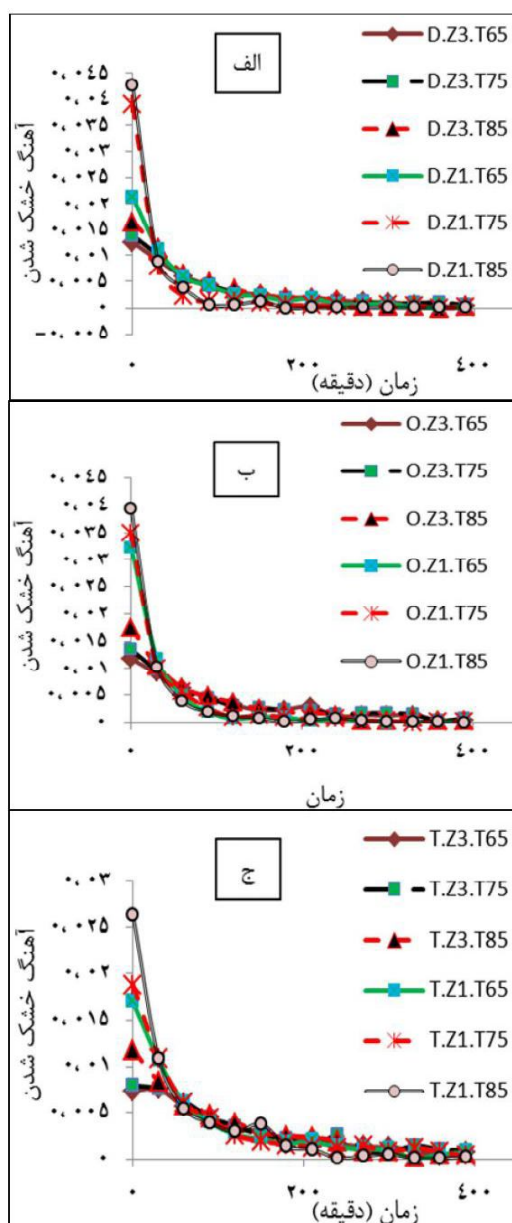 الف
آهنگ خشک شدن
۰,۰۴۵
۰,۰۴
۰,۰۳۵
۰,۰۳
۰,۰۲۵
۰,۰۲
۰,۰۱۵
۰,۰۱
۰,۰۰۵
۰
-۰,۰۰۵
۰
۲۰۰
۴۰۰
زمان (دقیقه)
D.Z3.T65
D.Z3.T75
D.Z3.T85
D.Z1.T65
D.Z1.T75
D.Z1.T85
ب
آهنگ خشک شدن
۰,۰۴۵
۰,۰۴
۰,۰۳۵
۰,۰۳
۰,۰۲۵
۰,۰۲
۰,۰۱۵
۰,۰۱
۰,۰۰۵
۰
۰
۲۰۰
۴۰۰
زمان
O.Z3.T65
O.Z3.T75
O.Z3.T85
O.Z1.T65
O.Z1.T75
O.Z1.T85
ج
آهنگ خشک شدن
۰,۰۳
۰,۰۲۵
۰,۰۲
۰,۰۱۵
۰,۰۱
۰,۰۰۵
۰
۰
۲۰۰
۴۰۰
زمان (دقیقه)
T.Z3.T65
T.Z3.T75
T.Z3.T85
T.Z1.T65
T.Z1.T75
T.Z1.T85